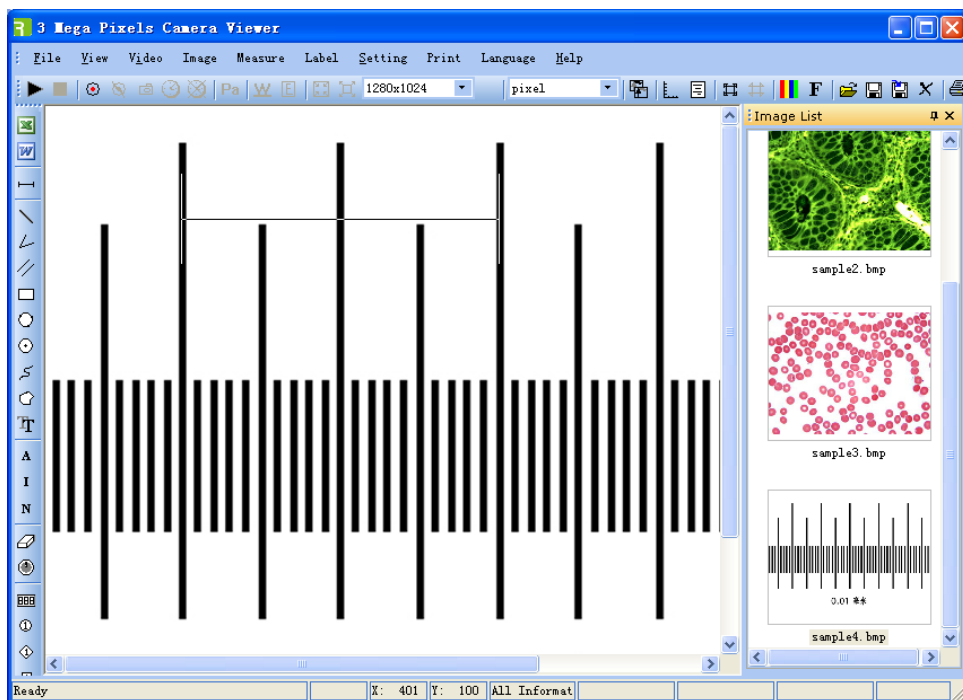 3 Mega Pixels Camera Viewer
File View Video Image Measure Label Setting Print Language Help
Pa W E 1280x1024 pixel F
Image List
W
sample2.bmp
TT
sample3.bmp
A
I
N
0.01 毫米
sample4.bmp
Ready X: 401 Y: 100 All Informat